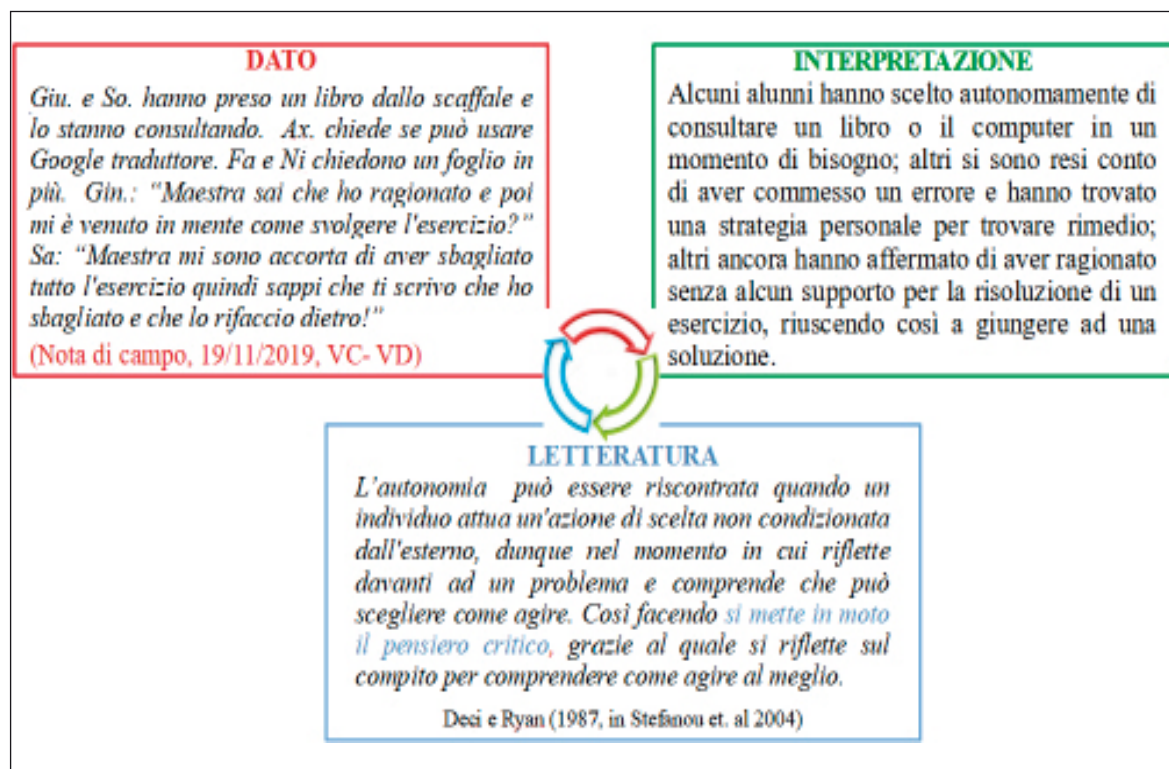 DATO
Giu. e So. hanno preso un libro dallo scaffale e
lo stanno consultando. Ax. chiede se può usare
Google traduttore. Fa e Ni chiedono un foglio in
più. Gin.: “Maestra sai che ho ragionato e poi
mi è venuto in mente come svolgere l'esercizio?”
Sa: “Maestra mi sono accorta di aver sbagliato
tutto l'esercizio quindi sappi che ti scrivo che ho
sbagliato e che lo rifaccio dietro!”
(Nota di campo, 19/11/2019, VC- VD)
INTERPRETAZIONE
Alcuni alunni hanno scelto autonomamente di
consultare un libro o il computer in un
momento di bisogno; altri si sono resi conto
di aver commesso un errore e hanno trovato
una strategia personale per trovare rimedio;
altri ancora hanno affermato di aver ragionato
senza alcun supporto per la risoluzione di un
esercizio, riuscendo così a giungere ad una
soluzione.
LETTERATURA
L'autonomia può essere riscontrata quando un
individuo attua un'azione di scelta non condizionata
dall'esterno, dunque nel momento in cui riflette
davanti ad un problema e comprende che può
scegliere come agire. Così facendo si mette in moto
il pensiero critico, grazie al quale si riflette sul
compito per comprendere come agire al meglio.
Deci e Ryan (1987, in Stefanou et. al 2004)